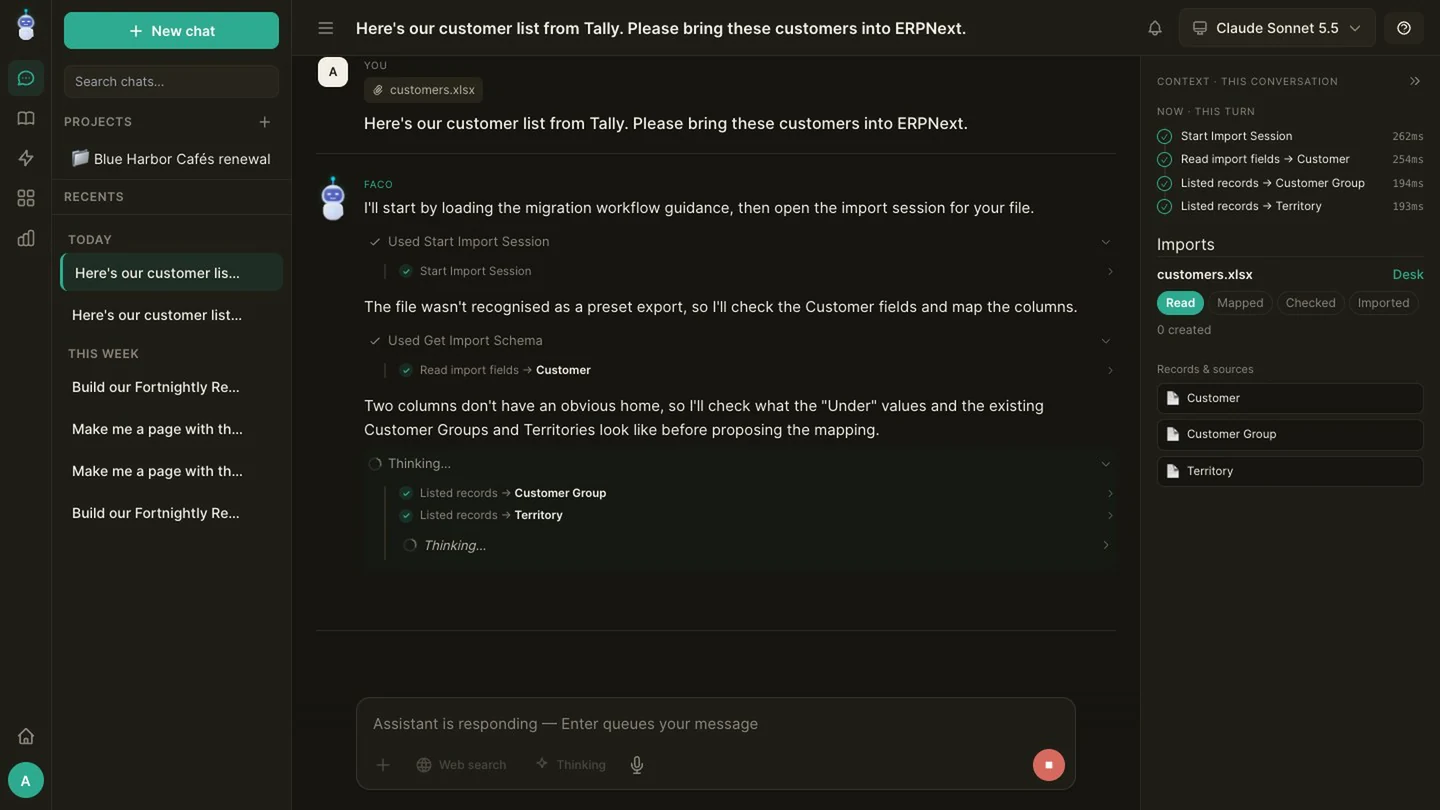 New chat
Search chats...
PROJECTS
Blue Harbor Cafés renewal
RECENTS
TODAY
Here's our customer lis...
Here's our customer list...
THIS WEEK
Build our Fortnightly Re...
Make me a page with th...
Make me a page with th...
Build our Fortnightly Re...
A
Here's our customer list from Tally. Please bring these customers into ERPNext.
Claude Sonnet 5.5
A
YOU
customers.xlsx
Here's our customer list from Tally. Please bring these customers into ERPNext.
FACO
I'll start by loading the migration workflow guidance, then open the import session for your file.
Used Start Import Session
Start Import Session
The file wasn't recognised as a preset export, so I'll check the Customer fields and map the columns.
Used Get Import Schema
Read import fields → Customer
Two columns don't have an obvious home, so I'll check what the "Under" values and the existing
Customer Groups and Territories look like before proposing the mapping.
Thinking...
Listed records → Customer Group
Listed records → Territory
Thinking...
Assistant is responding — Enter queues your message
Web search
Thinking
CONTEXT · THIS CONVERSATION
NOW · THIS TURN
Start Import Session 262ms
Read import fields → Customer 254ms
Listed records → Customer Group 194ms
Listed records → Territory 193ms
Imports
customers.xlsx Desk
Read Mapped Checked Imported
0 created
Records & sources
Customer
Customer Group
Territory